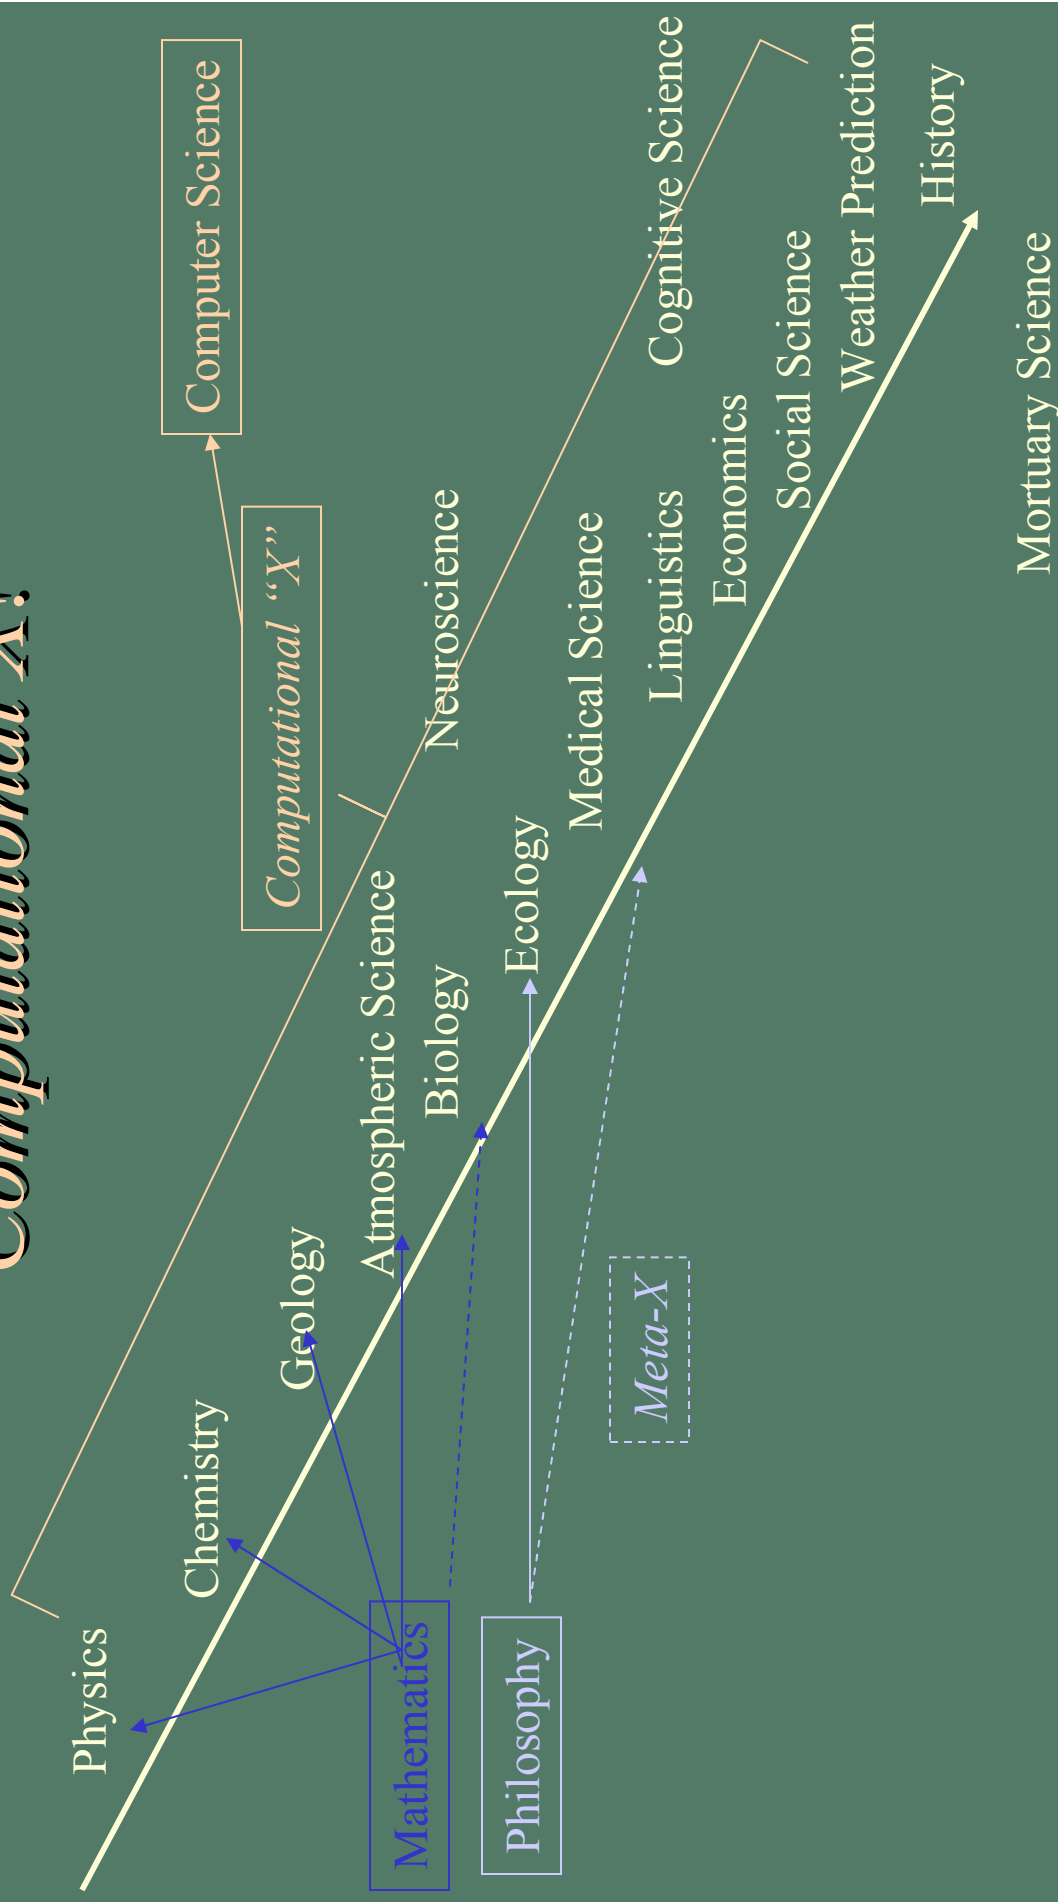 Computational X!
Computer Science
Computational “X”
Physics
Chemistry
Geology
Atmospheric Science
Biology
Neuroscience
Ecology
Medical Science
Linguistics
Cognitive Science
Economics
Social Science
Weather Prediction
History
Mortuary Science
Mathematics
Philosophy
Meta-X